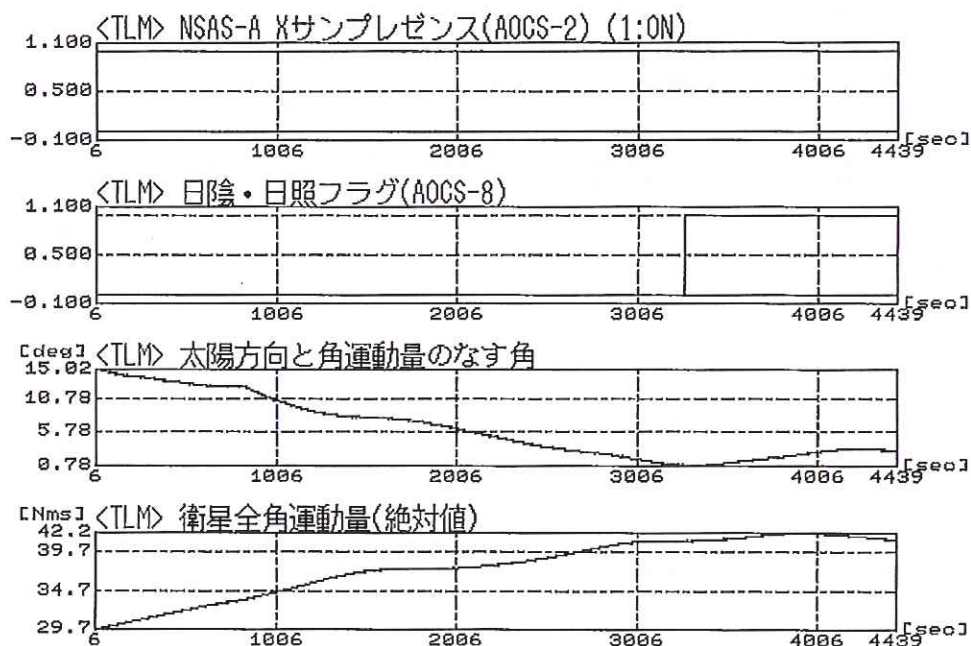 <TLM> NSAS-A Xサンプレゼンス(AOCS-2) (1:ON)
1.100
0.500
-0.100
6 1006 2006 3006 4006 4439 [sec]
<TLM> 日陰・日照フラグ(AOCS-8)
1.100
0.500
-0.100
6 1006 2006 3006 4006 4439 [sec]
[deg] <TLM> 太陽方向と角運動量のなす角
15.02
10.78
5.78
0.78
6 1006 2006 3006 4006 4439 [sec]
[Nms] <TLM> 衛星全角運動量(絶対値)
42.2
39.7
34.7
29.7
6 1006 2006 3006 4006 4439 [sec]